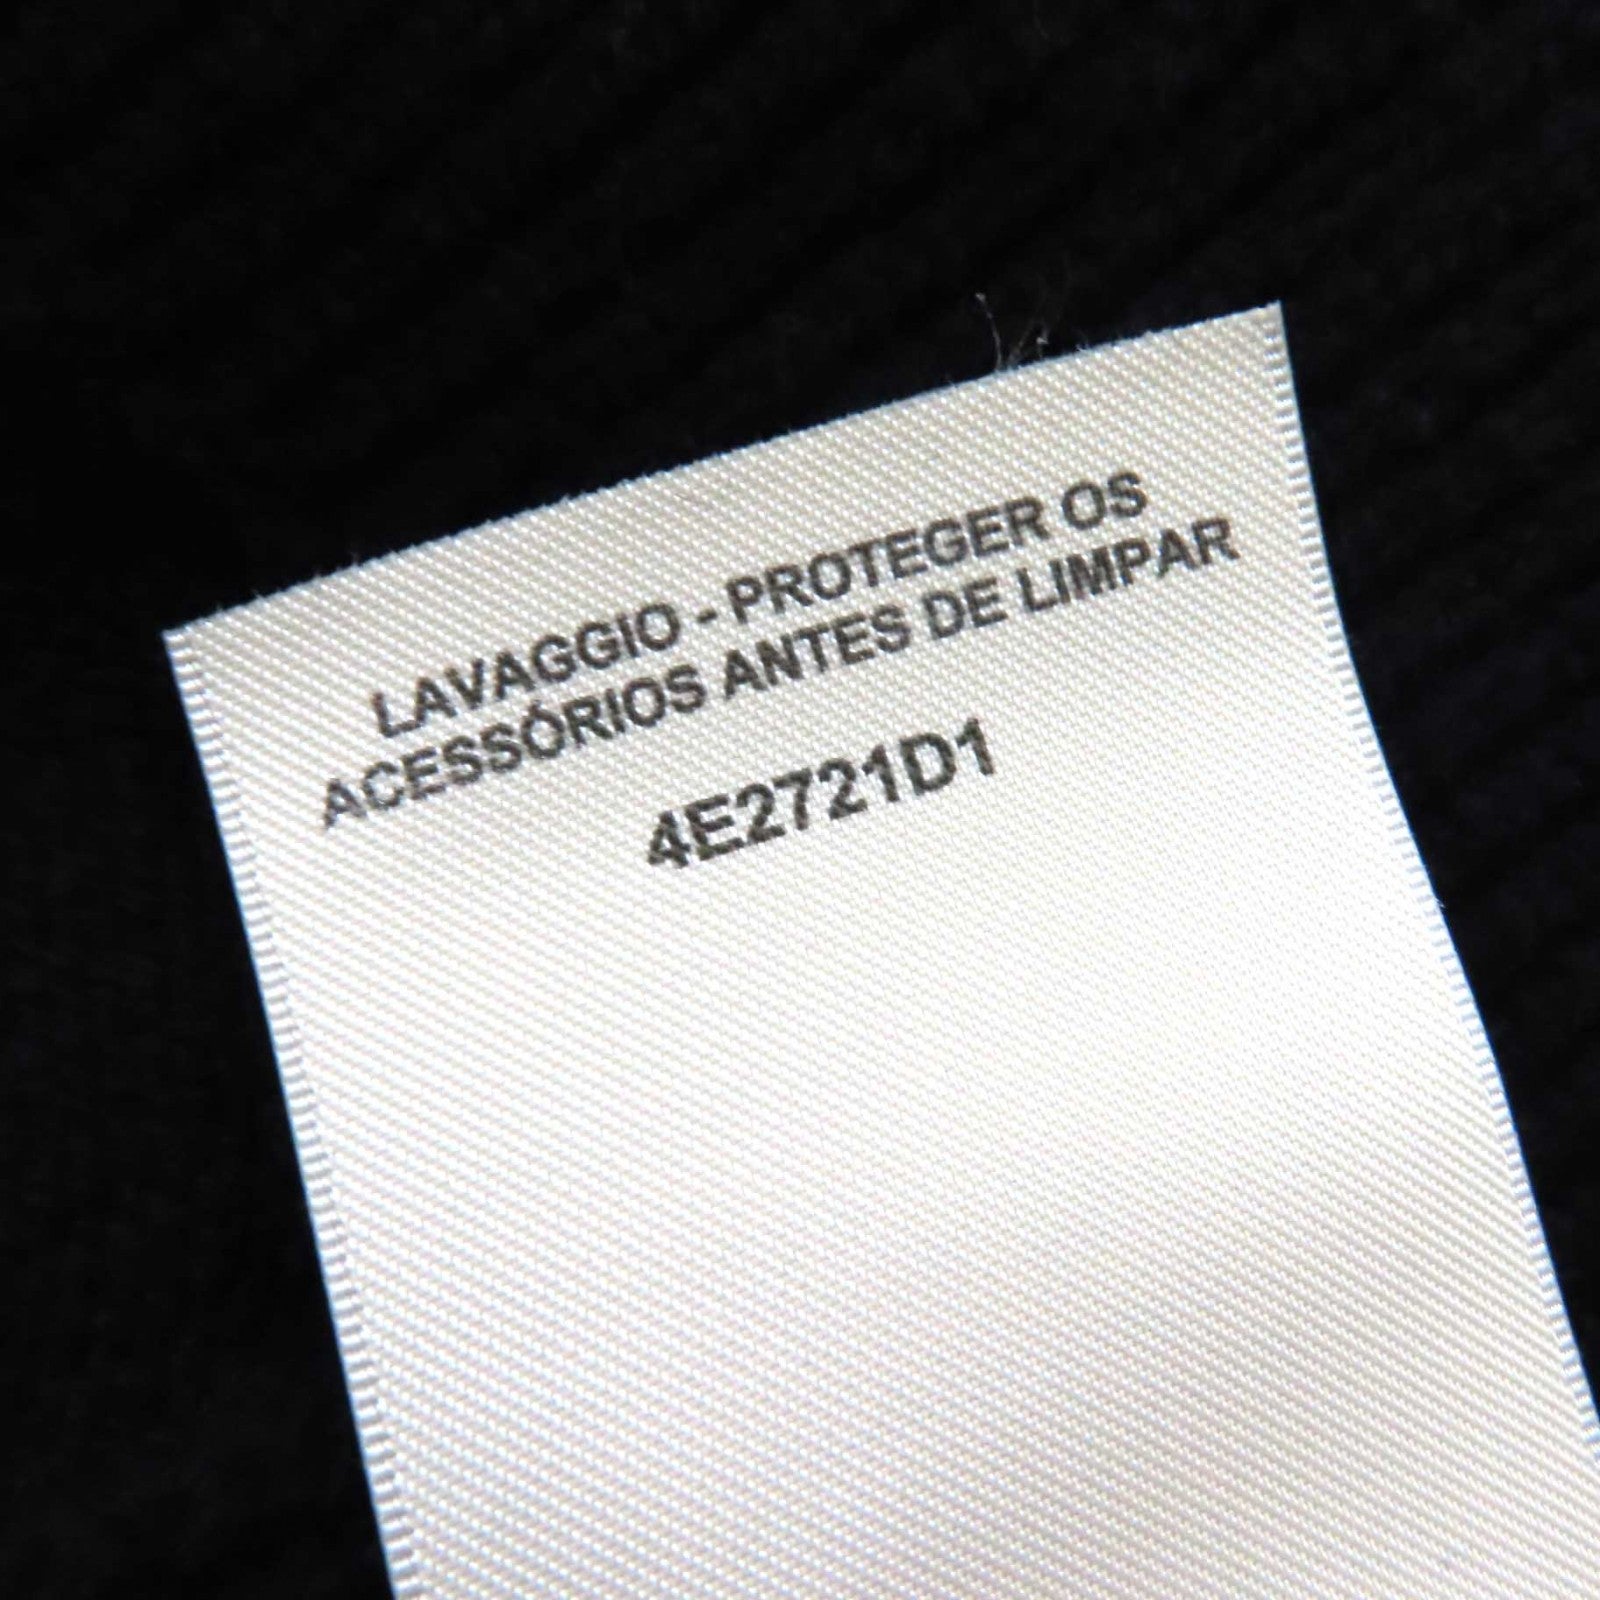 LAVAGGIO - PROTEGER OS
ACESSÓRIOS ANTES DE LIMPAR
4E2721D1